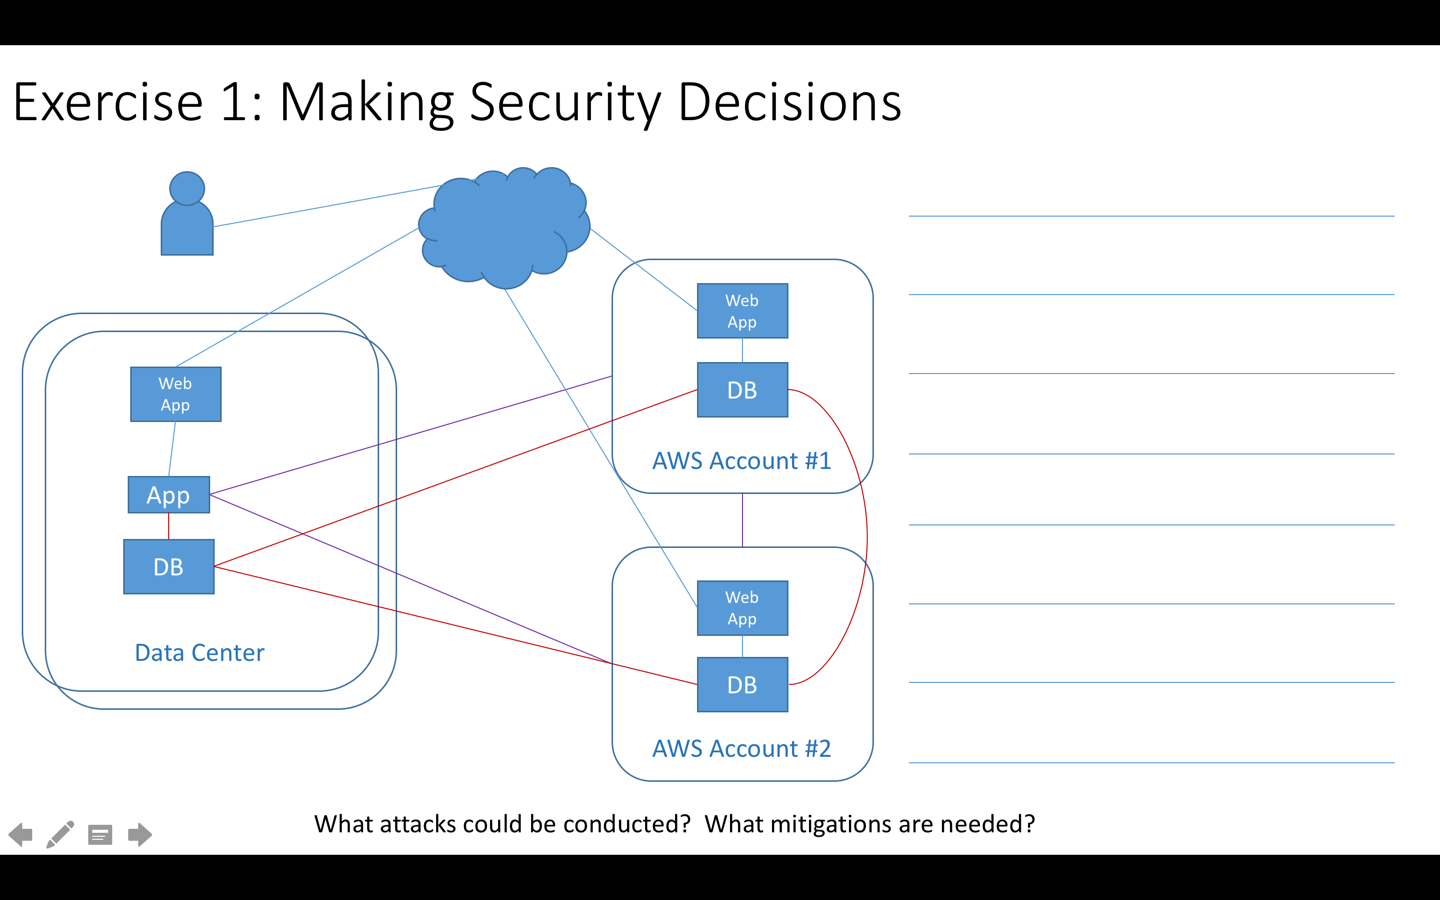 Exercise 1: Making Security Decisions
Web
App
App
DB
Data Center
Web
App
DB
AWS Account #1
Web
App
DB
AWS Account #2
What attacks could be conducted?  What mitigations are needed?